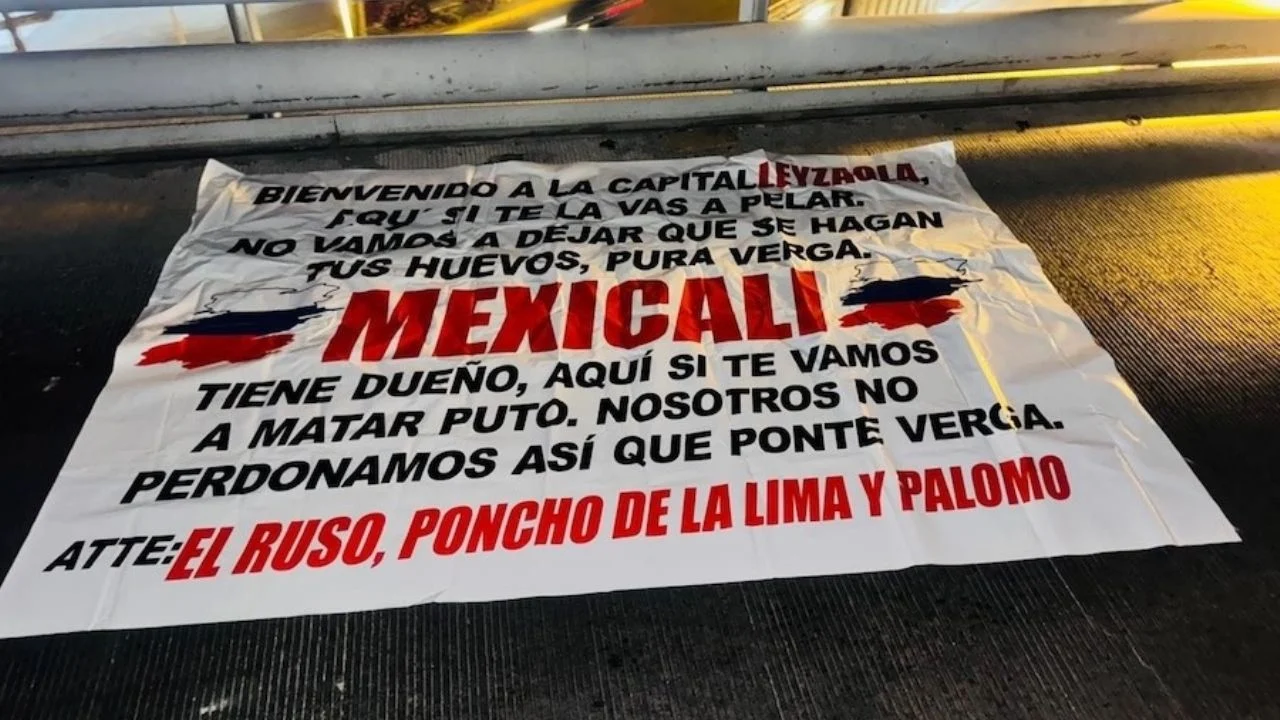 BIENVENIDO A LA CAPITAL LEYZAOLA,
AQUÍ SI TE LA VAS A PELAR.
NO VAMOS A DEJAR QUE SE HAGAN
TUS HUEVOS, PURA VERGA.
MEXICALI
TIENE DUEÑO, AQUÍ SI TE VAMOS
A MATAR PUTO. NOSOTROS NO
PERDONAMOS ASÍ QUE PONTE VERGA.
ATTE: EL RUSO, PONCHO DE LA LIMA Y PALOMO